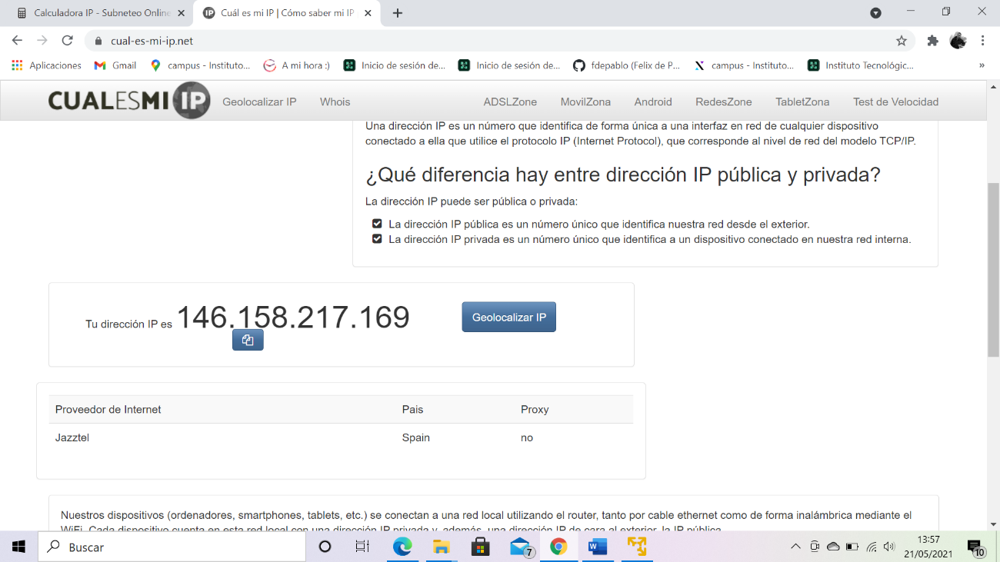 Calculadora IP - Subneteo Online
Cuál es mi IP | Cómo saber mi IP
cual-es-mi-ip.net
Aplicaciones
Gmail
campus - Instituto...
A mi hora :)
Inicio de sesión de...
Inicio de sesión de...
fdepablo (Felix de P...
campus - Instituto...
Instituto Tecnológic...
»
CUALESMI IP
Geolocalizar IP
Whois
ADSLZone
MovilZona
Android
RedesZone
TabletZona
Test de Velocidad
Una dirección IP es un número que identifica de forma única a una interfaz en red de cualquier dispositivo
conectado a ella que utilice el protocolo IP (Internet Protocol), que corresponde al nivel de red del modelo TCP/IP.
¿Qué diferencia hay entre dirección IP pública y privada?
La dirección IP puede ser pública o privada:
La dirección IP pública es un número único que identifica nuestra red desde el exterior.
La dirección IP privada es un número único que identifica a un dispositivo conectado en nuestra red interna.
Tu dirección IP es 146.158.217.169
Geolocalizar IP
Proveedor de Internet Pais Proxy
Jazztel Spain no
Nuestros dispositivos (ordenadores, smartphones, tablets, etc.) se conectan a una red local utilizando el router, tanto por cable ethernet como de forma inalámbrica mediante el
WiFi. Cada dispositivo cuenta en esta red local con una dirección IP privada y, además, una dirección IP de cara al exterior, la IP pública.
Buscar
7
13:57
21/05/2021
10